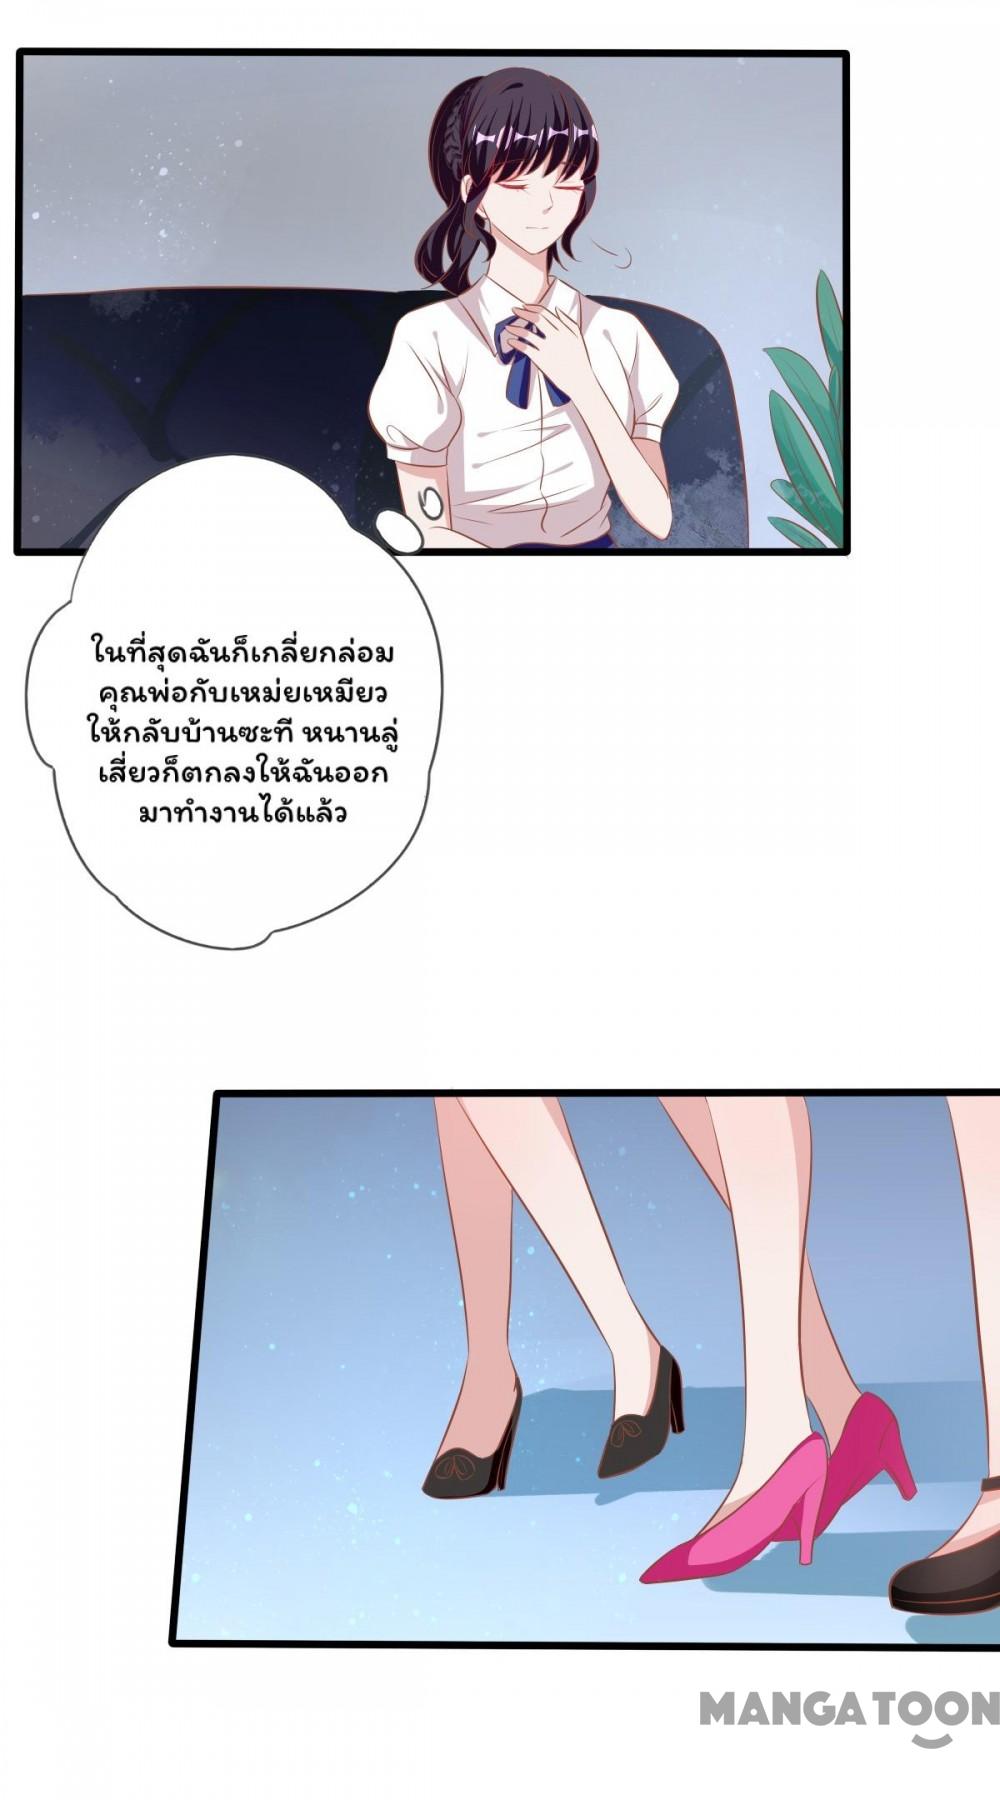 ในที่สุดฉันก็เกลี่ยกล่อม
คุณพ่อกับเหม่ยเหมียว
ให้กลับบ้านซะที หนานลู่
เสี่ยวก็ตกลงให้ฉันออก
มาทำงานได้แล้ว
MANGATOON